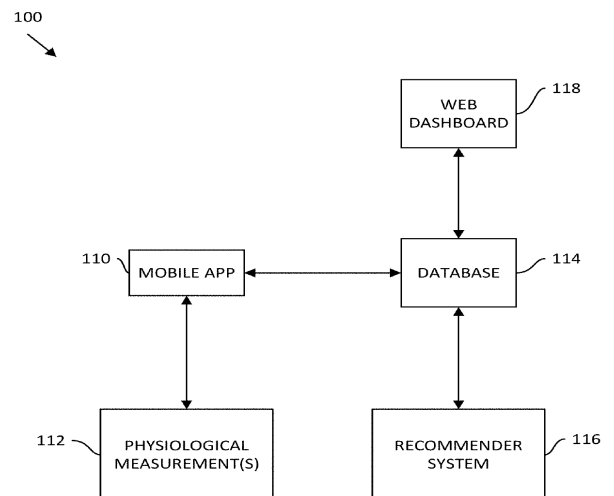 100
WEB
DASHBOARD
118
110
MOBILE APP
DATABASE
114
112
PHYSIOLOGICAL
MEASUREMENT(S)
RECOMMENDER
SYSTEM
116